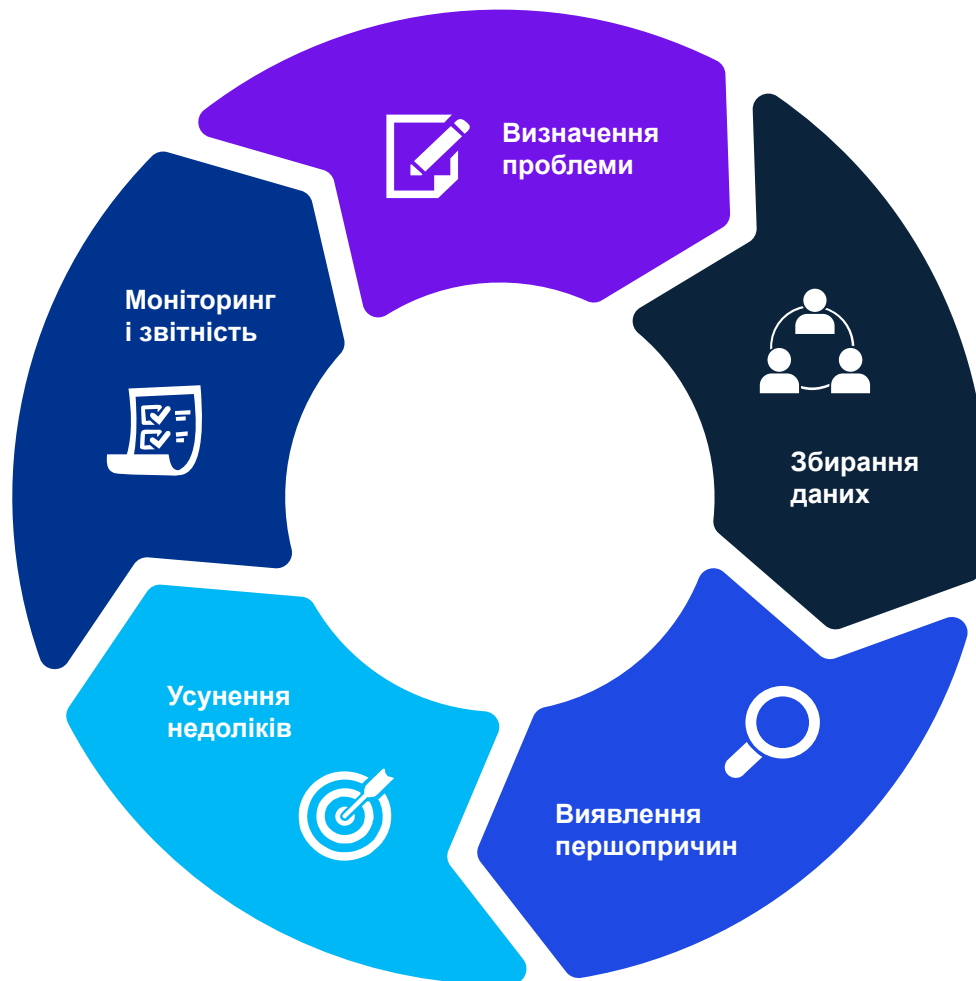 Визначення
проблеми
Збирання
даних
Виявлення
першопричин
Усунення
недоліків
Моніторинг
і звітність